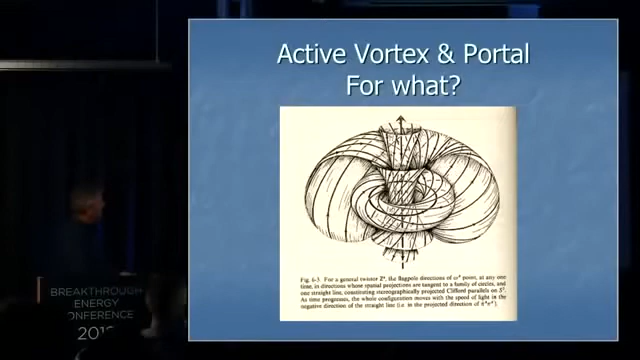 Active Vortex & Portal
For what?
Fig. 6-3. For a general twistor Zᵅ, the flagpole directions of at point, at any one
time, in directions whose spatial projections are tangent to a family of circles, and
one straight line, constituting stereographically projected Clifford parallels on S³.
As time progresses, the whole configuration moves with the speed of light in the
negative direction of the straight line (i.e. in the projected direction of
BREAKTHROUGH
ENERGY
CONFERENCE